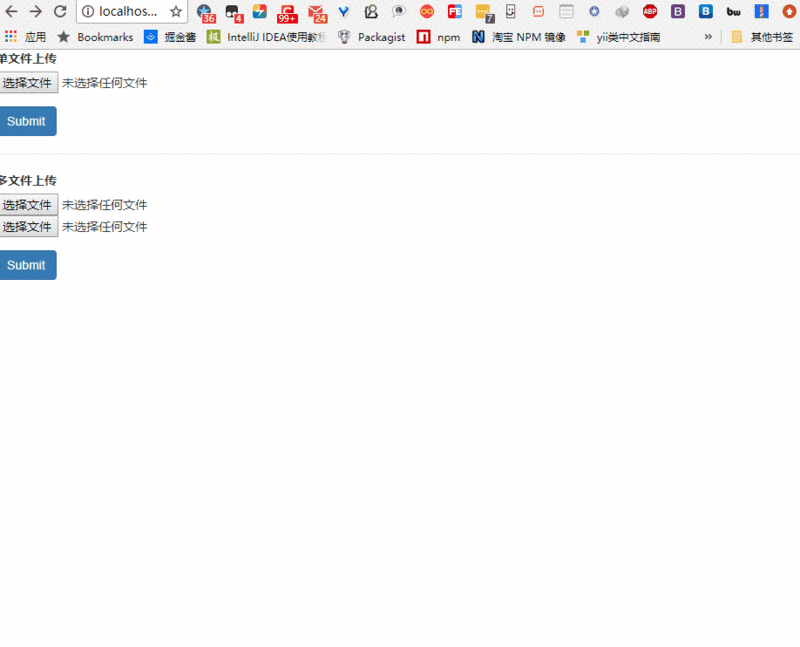 localhos...
36
4
99+
24
FE
7
ABP
B
B
bw
应用
Bookmarks
掘金酱
极
IntelliJ IDEA使用教程
Packagist
npm
N
淘宝 NPM 镜像
yii类中文指南
»
其他书签
单文件上传
选择文件 未选择任何文件
Submit
多文件上传
选择文件 未选择任何文件
选择文件 未选择任何文件
Submit